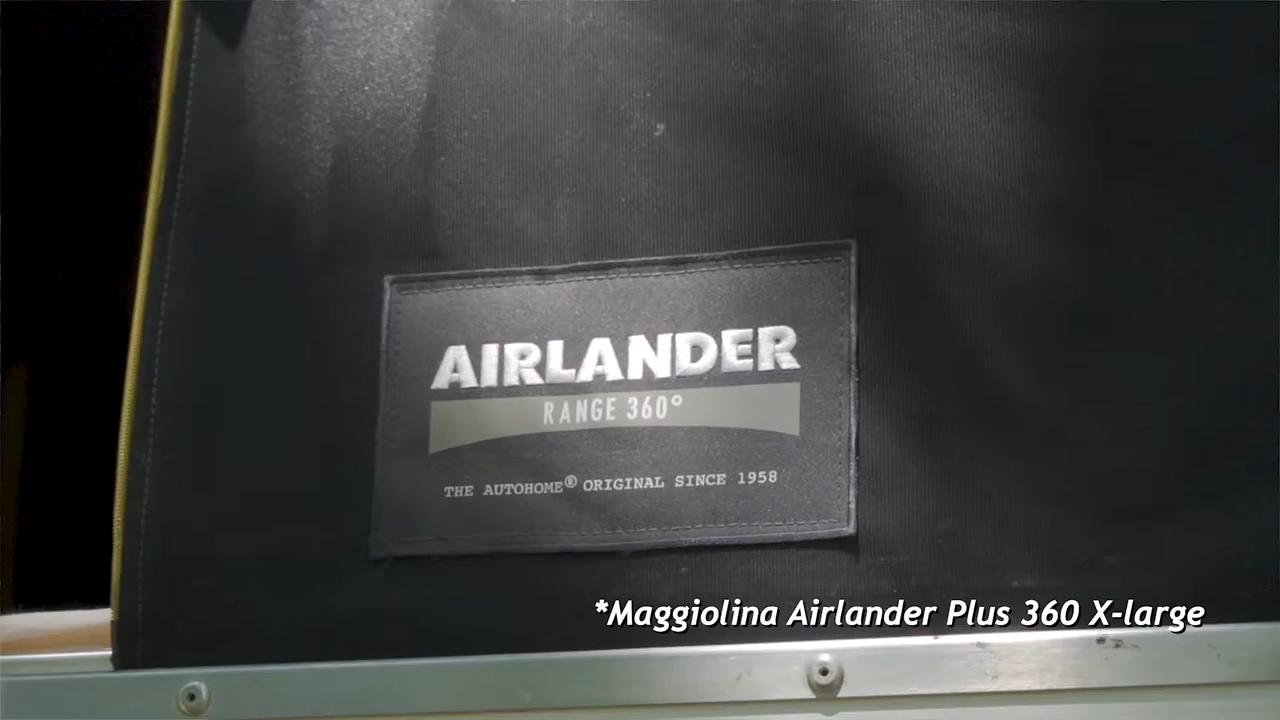 AIRLANDER
RANGE 360°
THE AUTOHOME® ORIGINAL SINCE 1958
*Maggiolina Airlander Plus 360 X-large